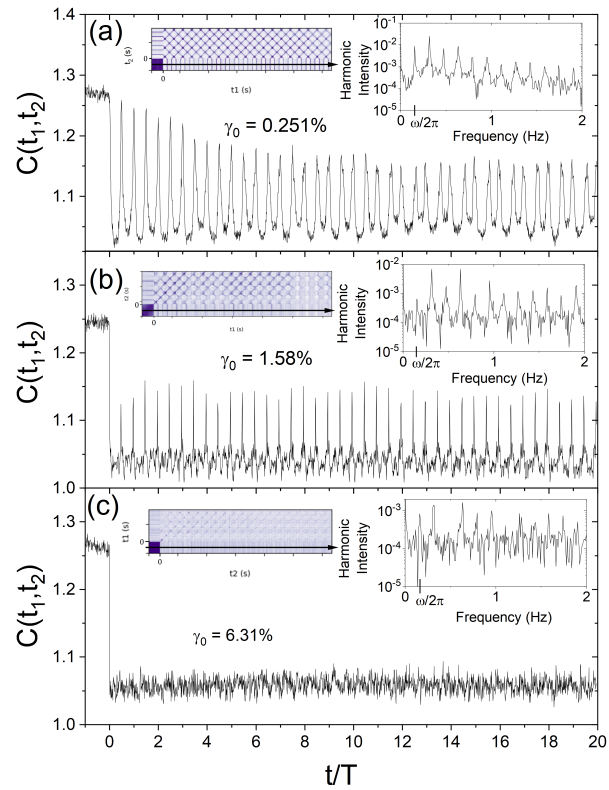 (a)
C(t₁,t₂)
1.4
1.3
1.2
1.1
t₂ (s)
0
0
t1 (s)
γ₀ = 0.251%
Harmonic
Intensity
10⁻¹
10⁻²
10⁻³
10⁻⁴
0 1 2
ω/2π
Frequency (Hz)
(b)
C(t₁,t₂)
1.3
1.2
1.1
1.0
t₂ (s)
0
0
t₁ (s)
γ₀ = 1.58%
Harmonic
Intensity
10⁻²
10⁻³
10⁻⁴
10⁻⁵
0 1 2
ω/2π
Frequency (Hz)
(c)
C(t₁,t₂)
1.3
1.2
1.1
1.0
t1 (s)
0
0
t2 (s)
γ₀ = 6.31%
Harmonic
Intensity
10⁻³
10⁻⁴
10⁻⁵
0 1 2
ω/2π
Frequency (Hz)
0 2 4 6 8 10 12 14 16 18 20
t/T